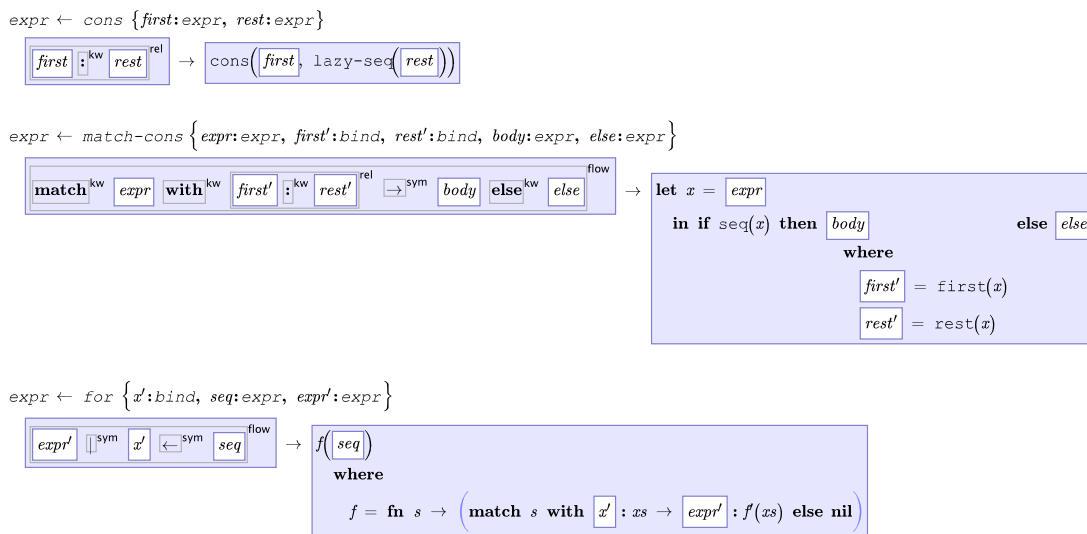 expr ← cons {first:expr, rest:expr}
first :kw rest rel → cons(first, lazy-seq(rest))
expr ← match-cons {expr:expr, first′:bind, rest′:bind, body:expr, else:expr}
match kw expr with kw first′ :kw rest′ rel → sym body else kw else flow → let x = expr
in if seq(x) then body else else
where
first′ = first(x)
rest′ = rest(x)
expr ← for {x′:bind, seq:expr, expr′:expr}
expr′ | sym x′ ← sym seq flow → f(seq)
where
f = fn s → (match s with x′ : xs → expr′ : f′(xs) else nil)